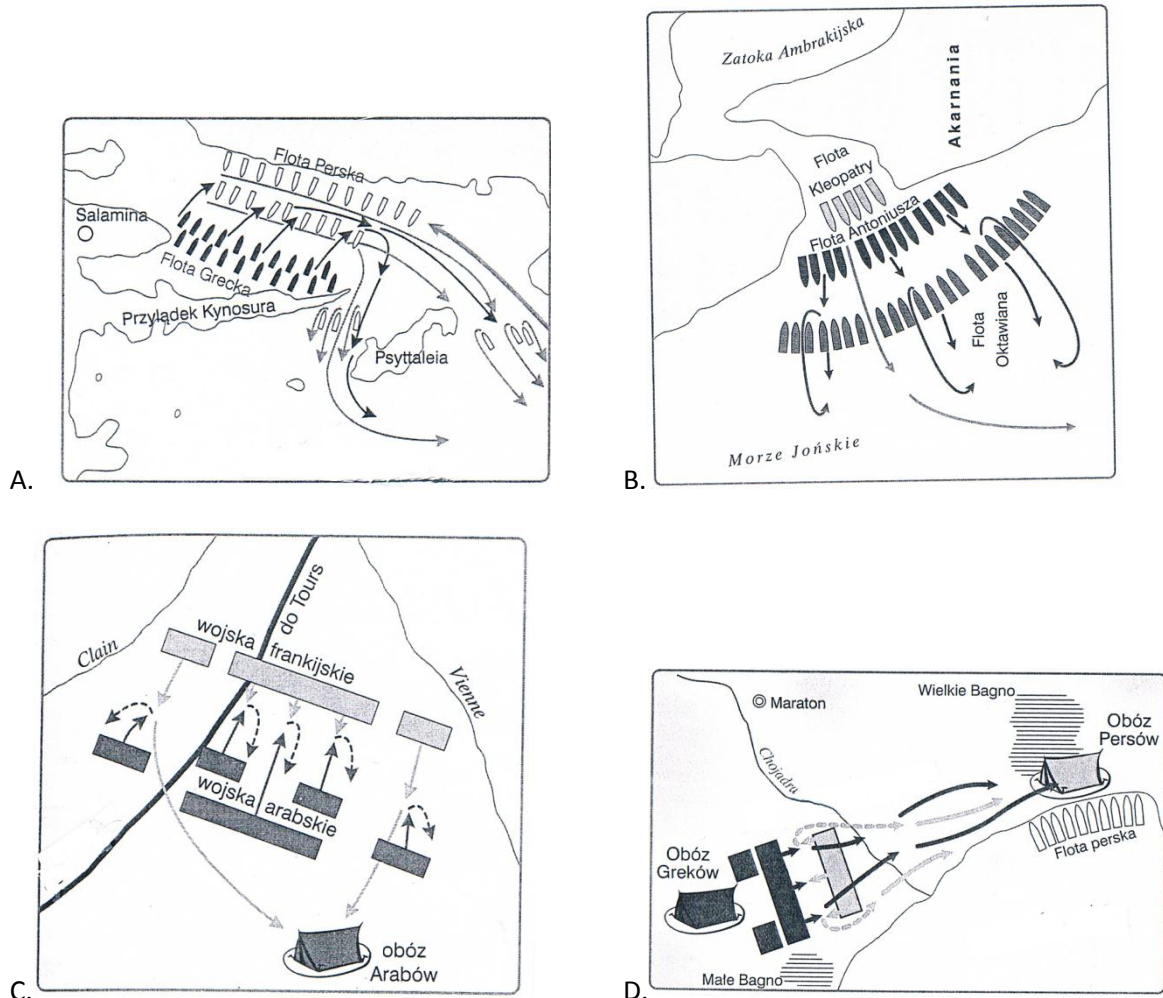 Flota Perska
Salamina
Flota Grecka
Przylądek Kynosura
Psyttaleia
A.
Zatoka Ambrakijska
Akarnania
Flota
Kleopatry
Flota Antoniusza
Flota
Oktawiana
Morze Jońskie
B.
do Tours
Clain
wojska frankijskie
Vienne
wojska arabskie
obóz
Arabów
C.
Wielkie Bagno
Maraton
Obóz
Persów
Chojadra
Obóz
Greków
Flota perska
Małe Bagno
D.